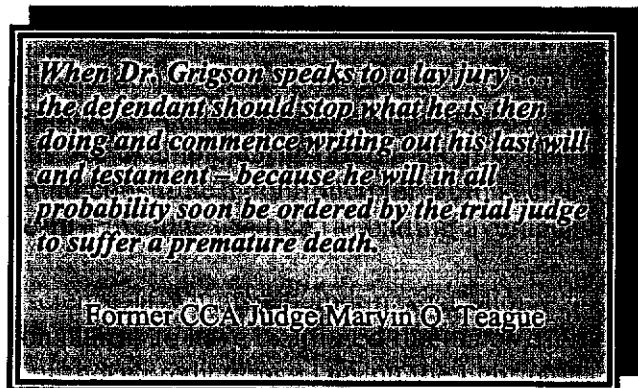 When Dr. Grigson speaks to a lay jury ...
the defendant should stop what he is then
doing and commence writing out his last will
and testament – because he will in all
probability soon be ordered by the trial judge
to suffer a premature death.
Former CCA Judge Marvin O. Teague